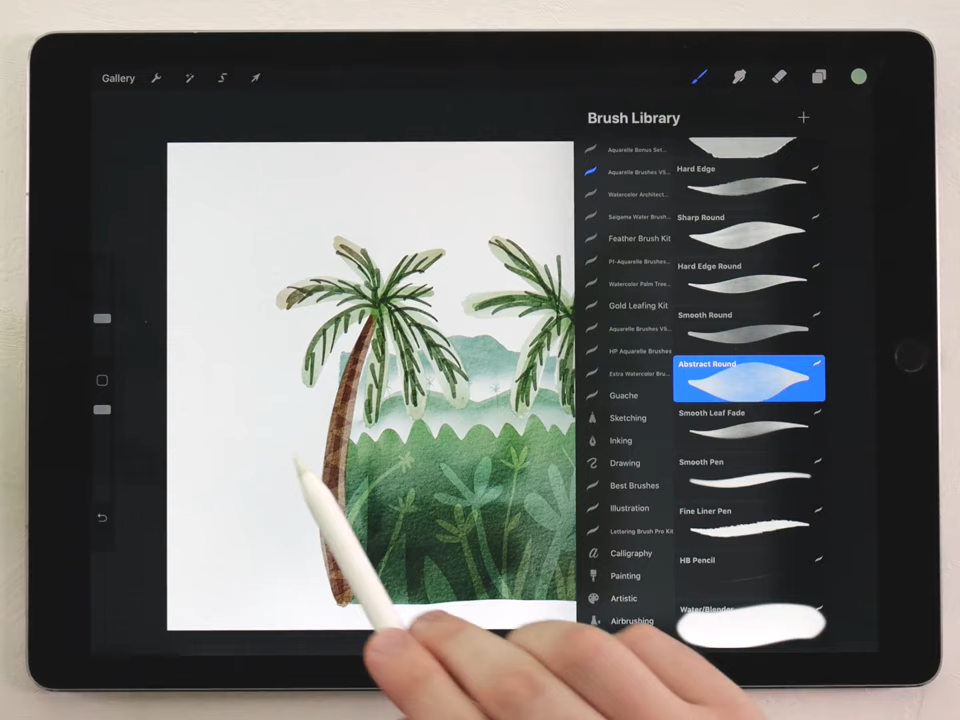 Gallery
Brush Library
Aquarelle Bonus Set...
Aquarelle Brushes VS...
Watercolor Architect...
Saigama Water Brush...
Feather Brush Kit
P1-Aquarelle Brushes...
Watercolor Palm Tree...
Gold Leafing Kit
Aquarelle Brushes VS...
HP Aquarelle Brushes
Extra Watercolor Bru...
Guache
Sketching
Inking
Drawing
Best Brushes
Illustration
Lettering Brush Pro Kit
Calligraphy
Painting
Artistic
Airbrushing
Hard Edge
Sharp Round
Hard Edge Round
Smooth Round
Abstract Round
Smooth Leaf Fade
Smooth Pen
Fine Liner Pen
HB Pencil
Water/Blender